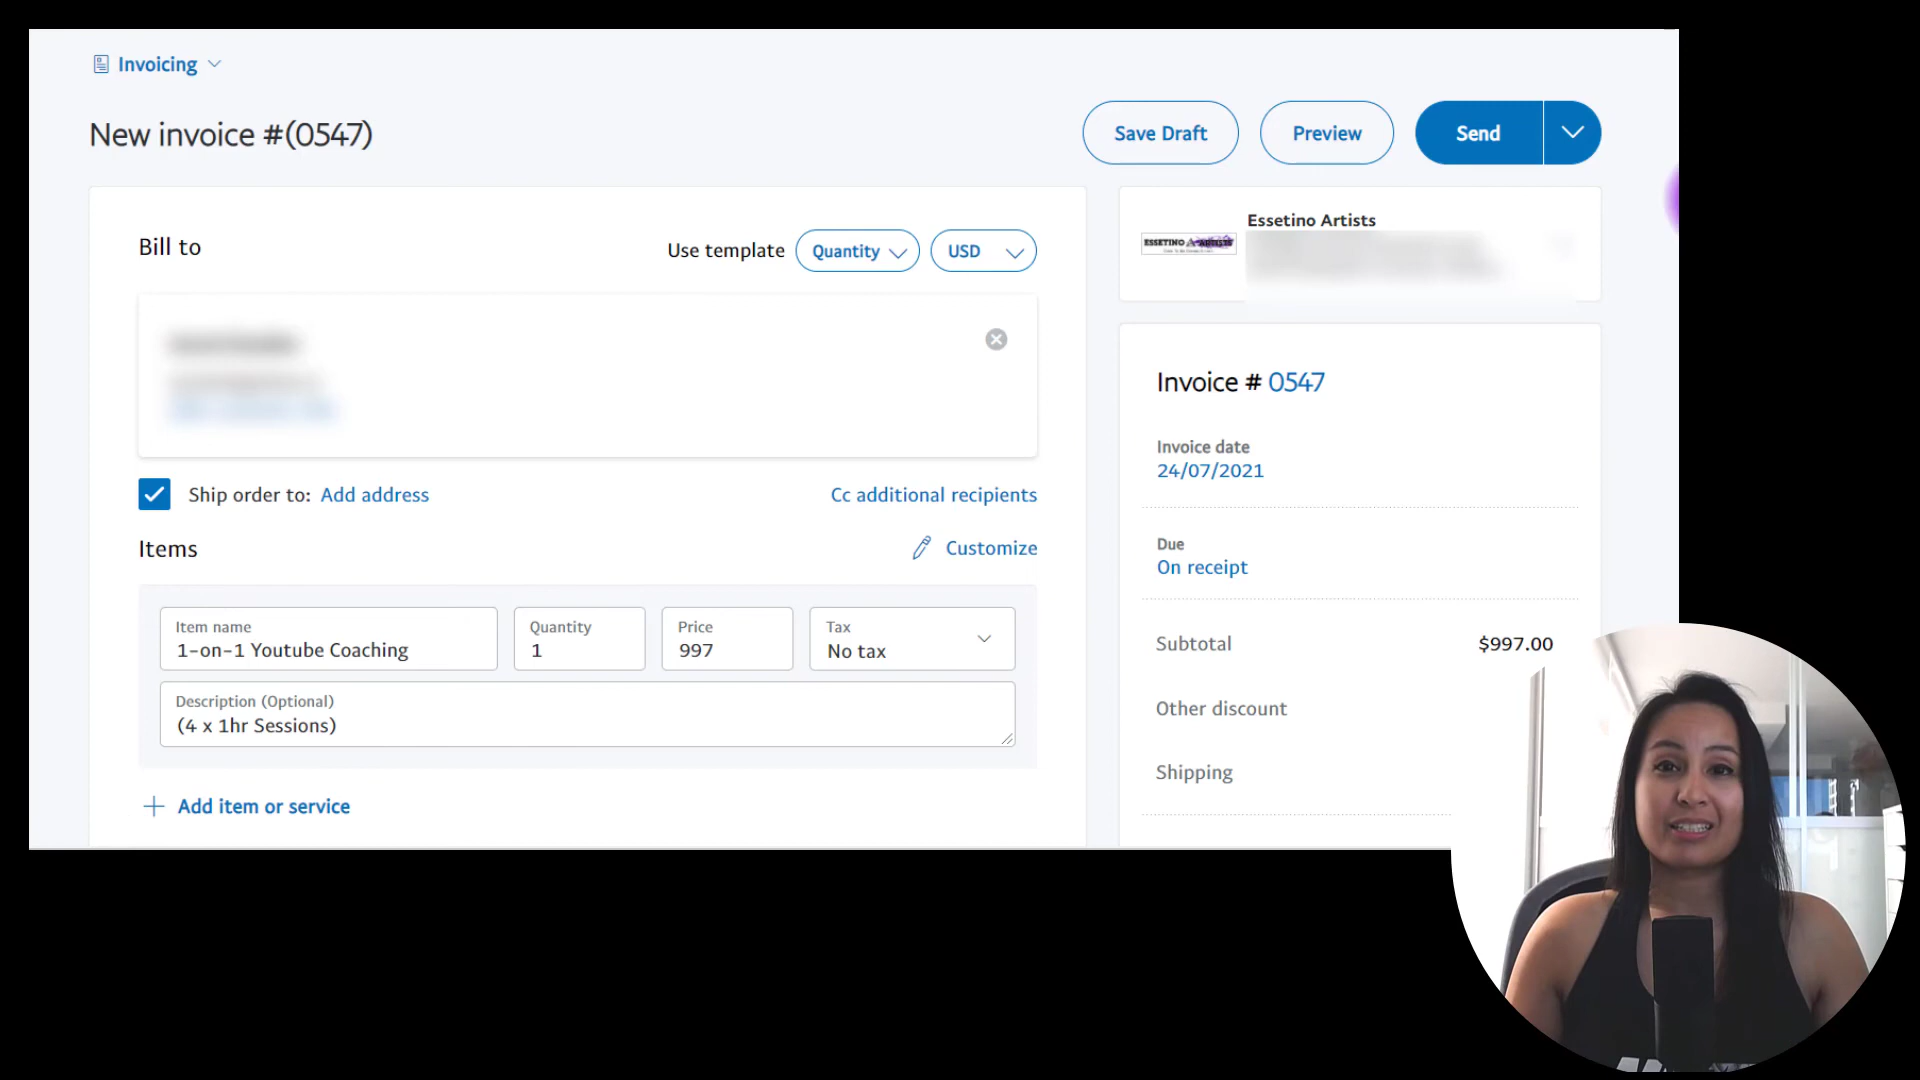 Invoicing
New invoice #(0547)
Save Draft
Preview
Send
Bill to
Use template
Quantity
USD
Ship order to: Add address
Cc additional recipients
Items
Customize
Item name
1-on-1 Youtube Coaching
Quantity
1
Price
997
Tax
No tax
Description (Optional)
(4 x 1hr Sessions)
Add item or service
ESSETINO ARTISTS
Essetino Artists
Invoice # 0547
Invoice date
24/07/2021
Due
On receipt
Subtotal
$997.00
Other discount
Shipping